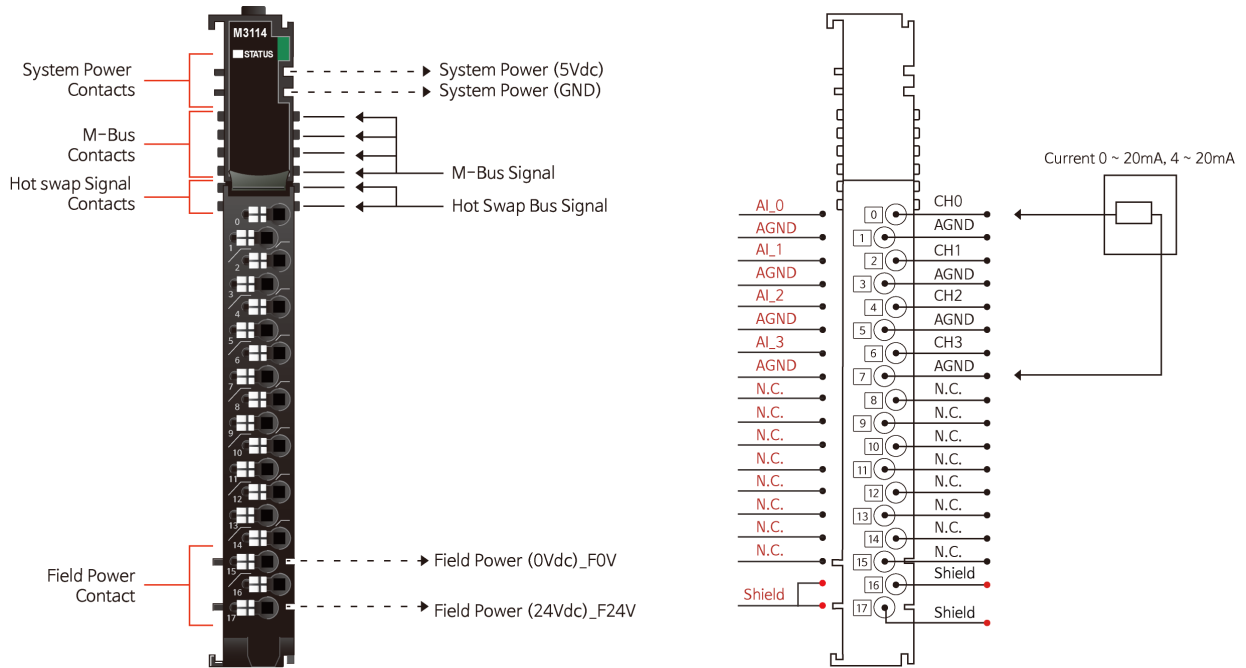 M3114
STATUS
System Power
Contacts
System Power (5Vdc)
System Power (GND)
M-Bus
Contacts
M-Bus Signal
Hot swap Signal
Contacts
Hot Swap Bus Signal
0
1
2
3
4
5
6
7
8
9
10
11
12
13
14
15
16
17
Field Power
Contact
Field Power (0Vdc)_F0V
Field Power (24Vdc)_F24V
Current 0 ~ 20mA, 4 ~ 20mA
AI_0 0 CH0
AGND 1 AGND
AI_1 2 CH1
AGND 3 AGND
AI_2 4 CH2
AGND 5 AGND
AI_3 6 CH3
AGND 7 AGND
N.C. 8 N.C.
N.C. 9 N.C.
N.C. 10 N.C.
N.C. 11 N.C.
N.C. 12 N.C.
N.C. 13 N.C.
N.C. 14 N.C.
N.C. 15 N.C.
Shield 16 Shield
17 Shield